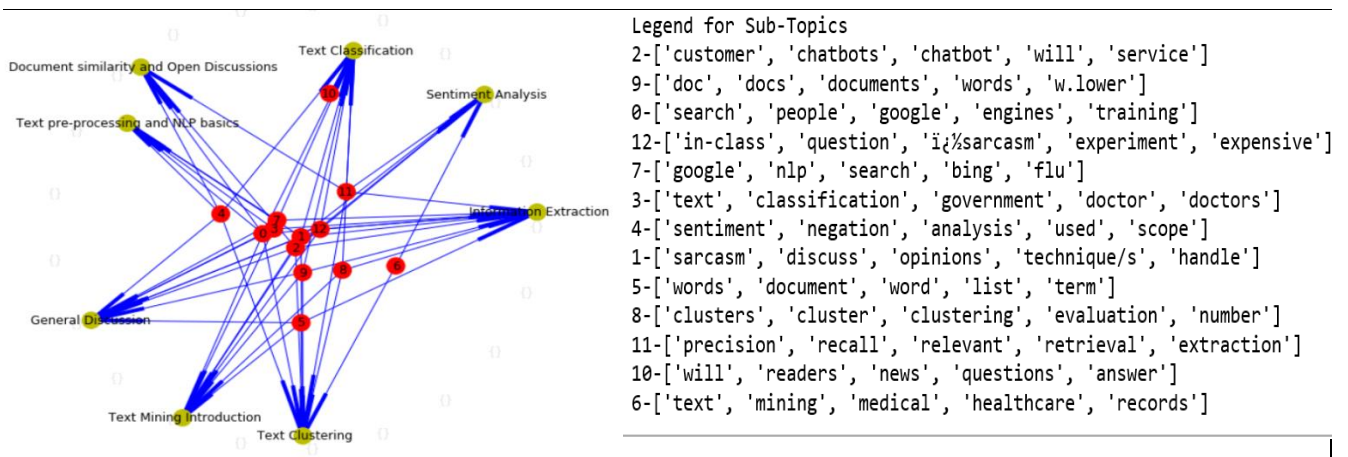 Text Classification
Document similarity and Open Discussions
10
Sentiment Analysis
Text pre-processing and NLP basics
11
4
7
Information Extraction
3
12
0
1
2
9
8
6
General Discussion
5
Text Mining Introduction
Text Clustering
Legend for Sub-Topics
2-['customer', 'chatbots', 'chatbot', 'will', 'service']
9-['doc', 'docs', 'documents', 'words', 'w.lower']
0-['search', 'people', 'google', 'engines', 'training']
12-['in-class', 'question', 'ï¿½sarcasm', 'experiment', 'expensive']
7-['google', 'nlp', 'search', 'bing', 'flu']
3-['text', 'classification', 'government', 'doctor', 'doctors']
4-['sentiment', 'negation', 'analysis', 'used', 'scope']
1-['sarcasm', 'discuss', 'opinions', 'technique/s', 'handle']
5-['words', 'document', 'word', 'list', 'term']
8-['clusters', 'cluster', 'clustering', 'evaluation', 'number']
11-['precision', 'recall', 'relevant', 'retrieval', 'extraction']
10-['will', 'readers', 'news', 'questions', 'answer']
6-['text', 'mining', 'medical', 'healthcare', 'records']